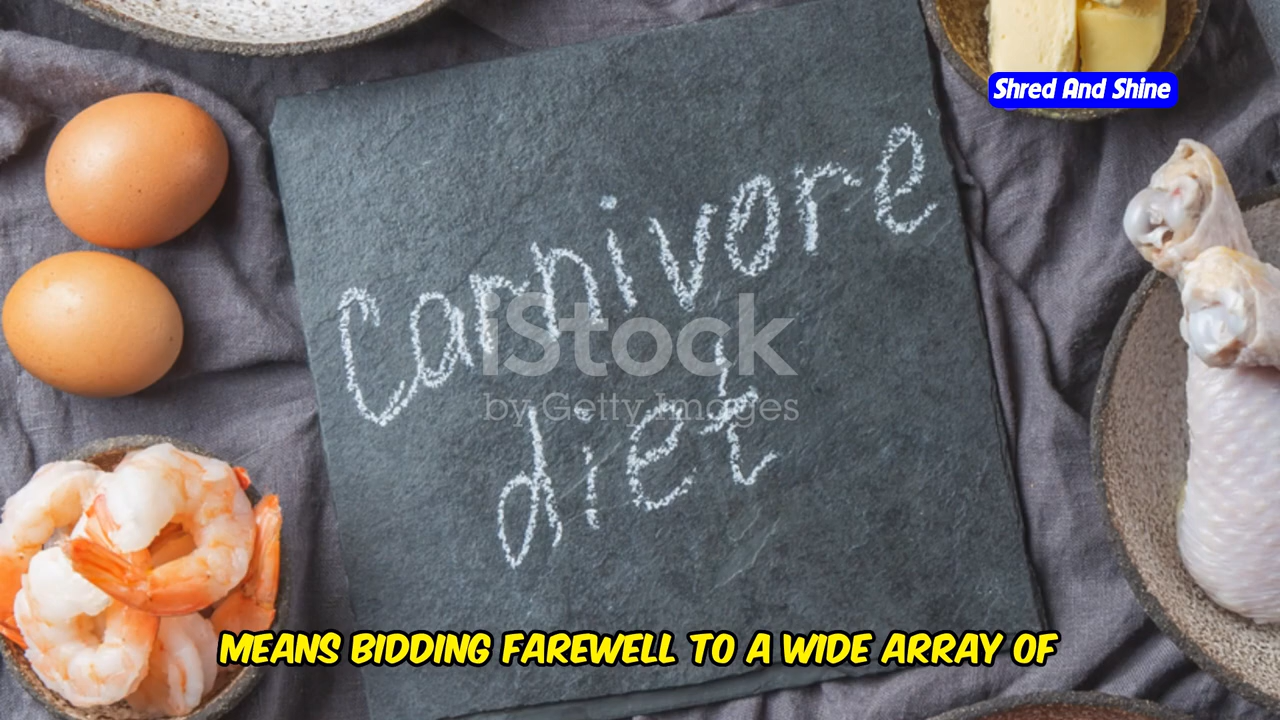 Shred And Shine
Carnivore
diet
iStock
by Getty Images
MEANS BIDDING FAREWELL TO A WIDE ARRAY OF